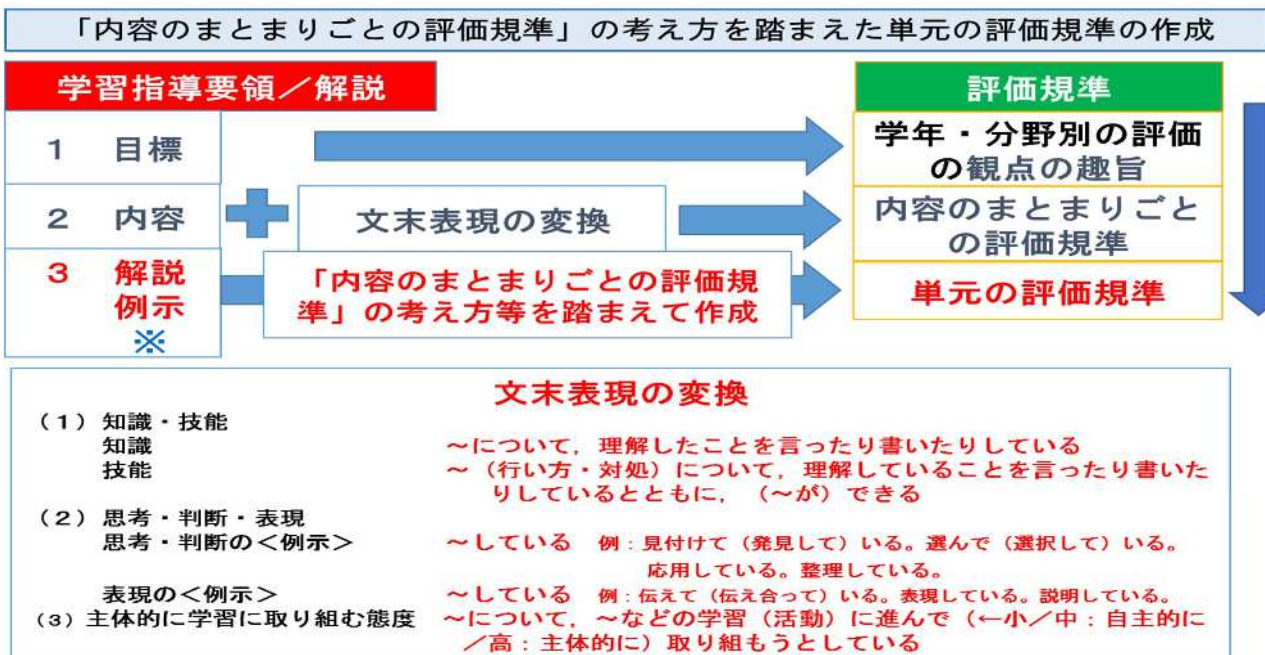 「内容のまとまりごとの評価規準」の考え方を踏まえた単元の評価規準の作成
学習指導要領／解説
評価規準
1 目標
学年・分野別の評価
の観点の趣旨
2 内容
文末表現の変換
内容のまとまりごと
の評価規準
3 解説
例示
※
「内容のまとまりごとの評価規
準」の考え方等を踏まえて作成
単元の評価規準
文末表現の変換
（1）知識・技能
知識 ～について，理解したことを言ったり書いたりしている
技能 ～（行い方・対処）について，理解していることを言ったり書いた
りしているとともに，（～が）できる
（2）思考・判断・表現
思考・判断の＜例示＞ ～している 例：見付けて（発見して）いる。選んで（選択して）いる。
応用している。整理している。
表現の＜例示＞ ～している 例：伝えて（伝え合って）いる。表現している。説明している。
（3）主体的に学習に取り組む態度 ～について，～などの学習（活動）に進んで（←小／中：自主的に
／高：主体的に）取り組もうとしている